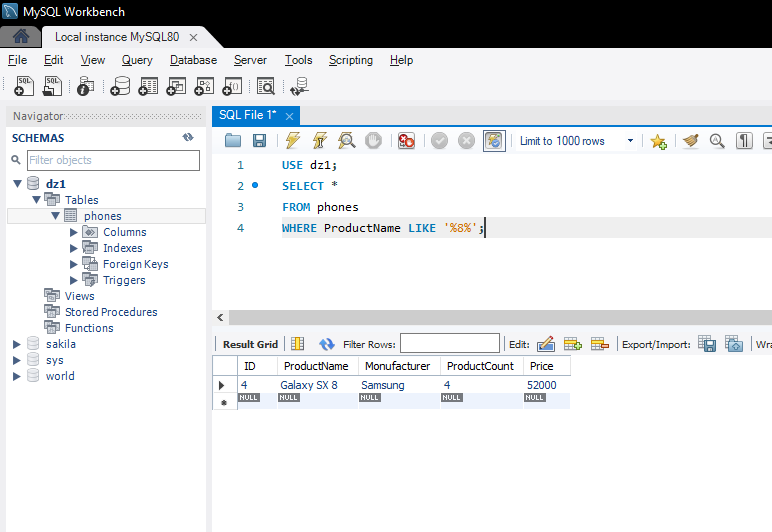 MySQL Workbench
Local instance MySQL80 ×
File Edit View Query Database Server Tools Scripting Help
Navigator
SQL File 1* ×
SCHEMAS
Limit to 1000 rows
Filter objects
dz1
Tables
phones
Columns
Indexes
Foreign Keys
Triggers
Views
Stored Procedures
Functions
sakila
sys
world
1 USE dz1;
2 SELECT *
3 FROM phones
4 WHERE ProductName LIKE '%8%';
Result Grid Filter Rows: Edit: Export/Import: Wra
ID ProductName Monufacturer ProductCount Price
4 Galaxy SX 8 Samsung 4 52000
NULL NULL NULL NULL NULL